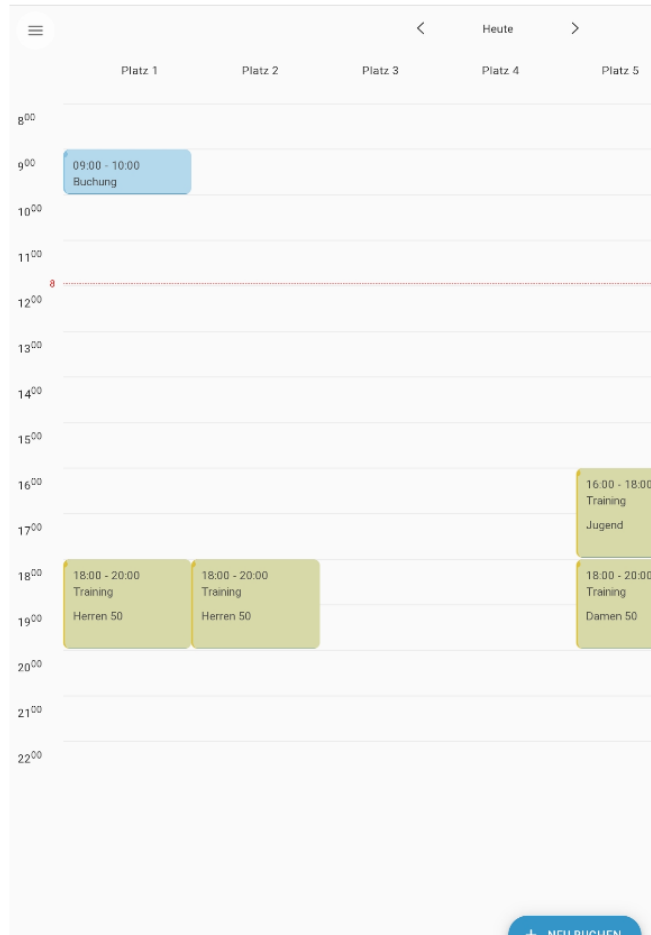 Heute
Platz 1 Platz 2 Platz 3 Platz 4 Platz 5
8⁰⁰
9⁰⁰
09:00 - 10:00
Buchung
10⁰⁰
11⁰⁰
8
12⁰⁰
13⁰⁰
14⁰⁰
15⁰⁰
16⁰⁰
16:00 - 18:00
Training
Jugend
17⁰⁰
18⁰⁰
18:00 - 20:00
Training
Herren 50
18:00 - 20:00
Training
Herren 50
18:00 - 20:00
Training
Damen 50
19⁰⁰
20⁰⁰
21⁰⁰
22⁰⁰
+ NEU BUCHEN